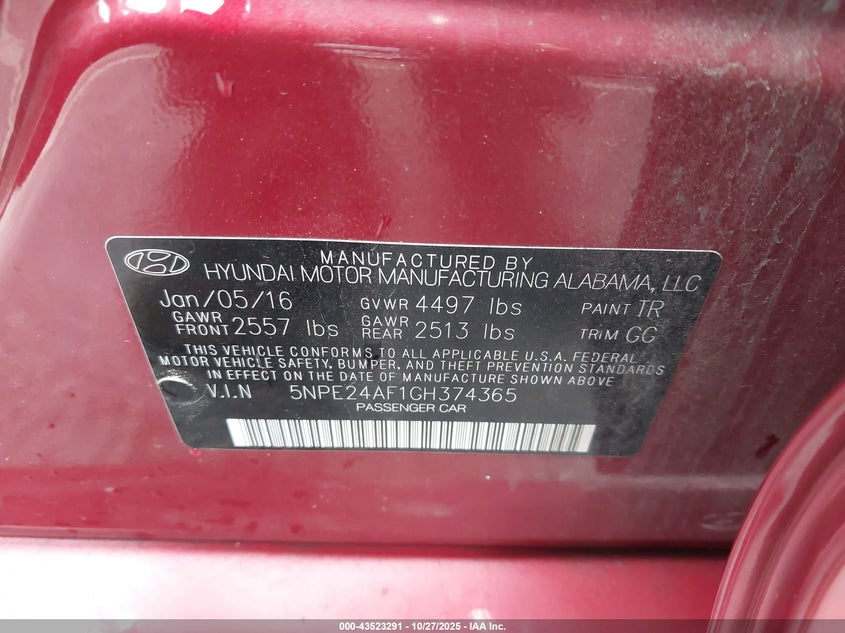 MANUFACTURED BY
HYUNDAI MOTOR MANUFACTURING ALABAMA, LLC
Jan/05/16 GVWR 4497 lbs PAINT TR
GAWR FRONT 2557 lbs GAWR REAR 2513 lbs TRIM GG
THIS VEHICLE CONFORMS TO ALL APPLICABLE U.S.A. FEDERAL
MOTOR VEHICLE SAFETY, BUMPER, AND THEFT PREVENTION STANDARDS
IN EFFECT ON THE DATE OF MANUFACTURE SHOWN ABOVE.
V.I.N 5NPE24AF1GH374365
PASSENGER CAR
000-43523291 - 10/27/2025 - IAA Inc.